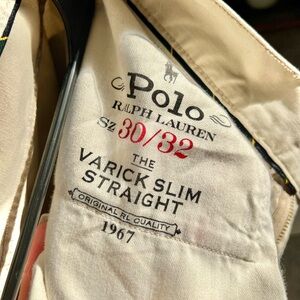 Polo
RALPH LAUREN
Sz 30/32
THE
VARICK SLIM
STRAIGHT
ORIGINAL RL QUALITY
1967